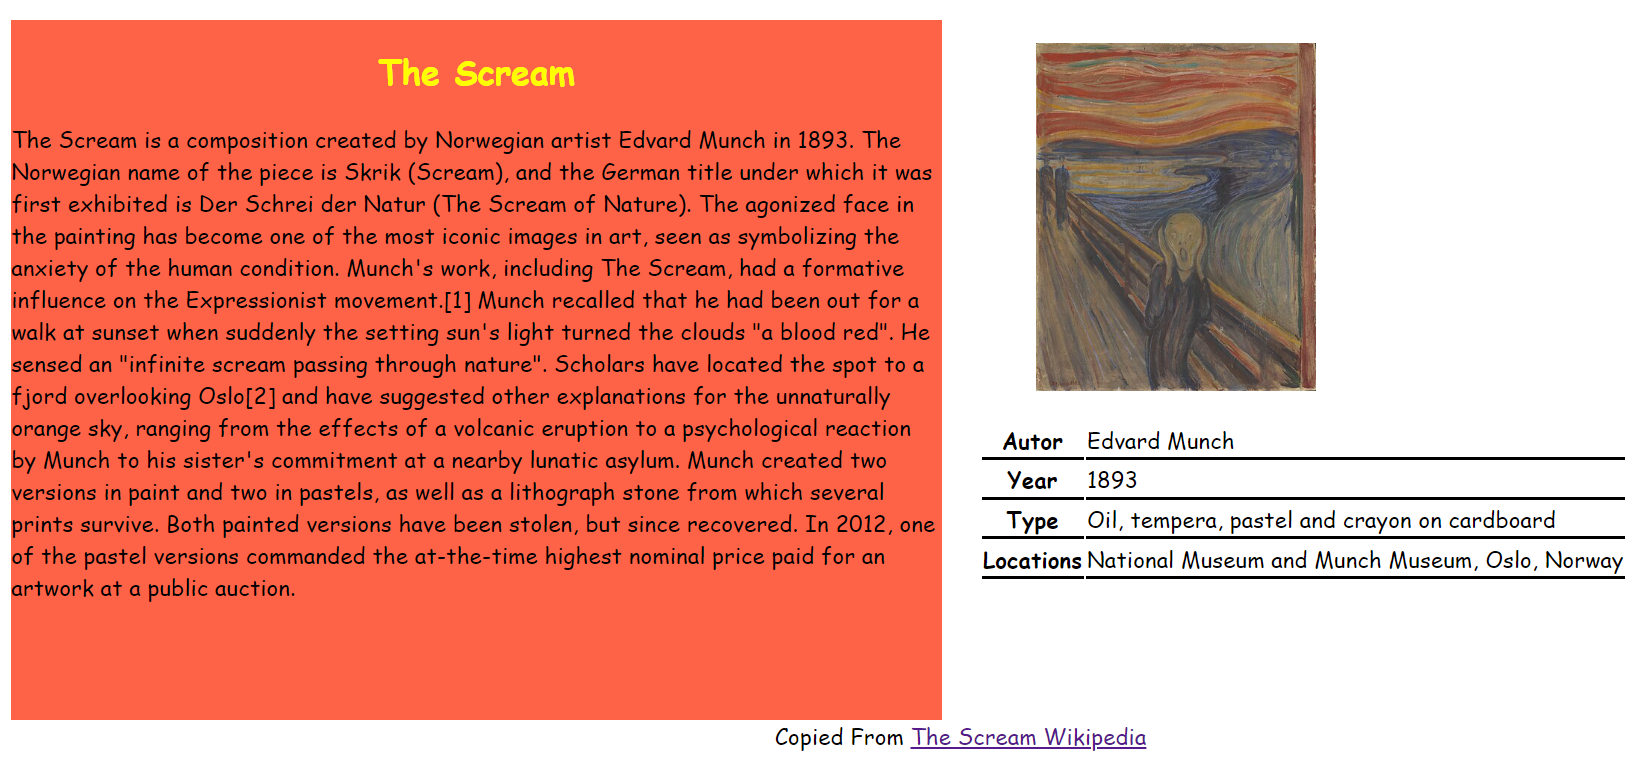 The Scream
The Scream is a composition created by Norwegian artist Edvard Munch in 1893. The
Norwegian name of the piece is Skrik (Scream), and the German title under which it was
first exhibited is Der Schrei der Natur (The Scream of Nature). The agonized face in
the painting has become one of the most iconic images in art, seen as symbolizing the
anxiety of the human condition. Munch's work, including The Scream, had a formative
influence on the Expressionist movement.[1] Munch recalled that he had been out for a
walk at sunset when suddenly the setting sun's light turned the clouds "a blood red". He
sensed an "infinite scream passing through nature". Scholars have located the spot to a
fjord overlooking Oslo[2] and have suggested other explanations for the unnaturally
orange sky, ranging from the effects of a volcanic eruption to a psychological reaction
by Munch to his sister's commitment at a nearby lunatic asylum. Munch created two
versions in paint and two in pastels, as well as a lithograph stone from which several
prints survive. Both painted versions have been stolen, but since recovered. In 2012, one
of the pastel versions commanded the at-the-time highest nominal price paid for an
artwork at a public auction.
Autor Edvard Munch
Year 1893
Type Oil, tempera, pastel and crayon on cardboard
Locations National Museum and Munch Museum, Oslo, Norway
Copied From The Scream Wikipedia